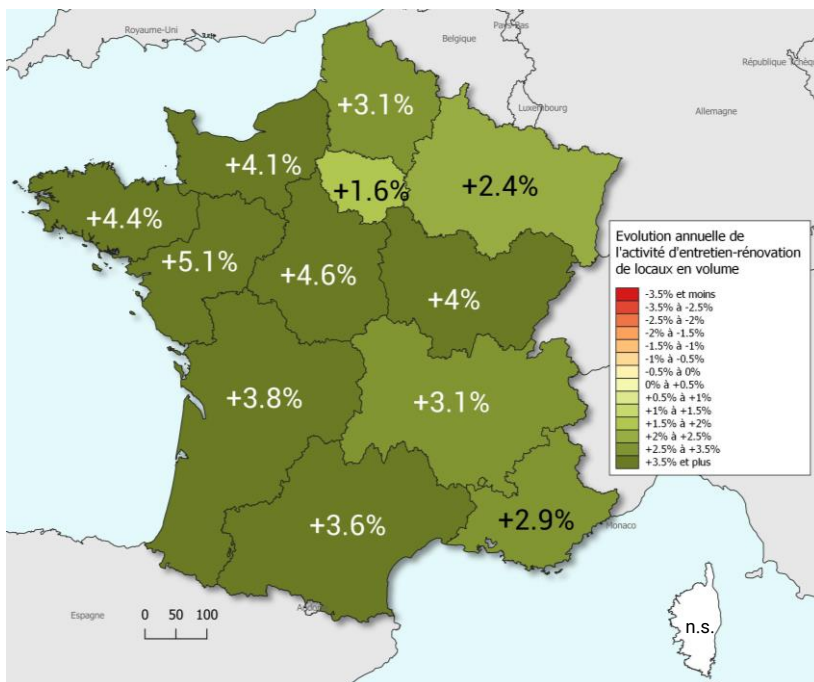 Royaume-Uni
Pays-Bas
Belgique
République Tchèqu
Luxembourg
Allemagne
+3.1%
+4.1%
+1.6%
+2.4%
+4.4%
+5.1%
+4.6%
+4%
Evolution annuelle de
l'activité d'entretien-rénovation
de locaux en volume
-3.5% et moins
-3.5% à -2.5%
-2.5% à -2%
-2% à -1.5%
-1.5% à -1%
-1% à -0.5%
-0.5% à 0%
0% à +0.5%
+0.5% à +1%
+1% à +1.5%
+1.5% à +2%
+2% à +2.5%
+2.5% à +3.5%
+3.5% et plus
+3.8%
+3.1%
+3.6%
+2.9%
Monaco
Espagne
0 50 100
n.s.